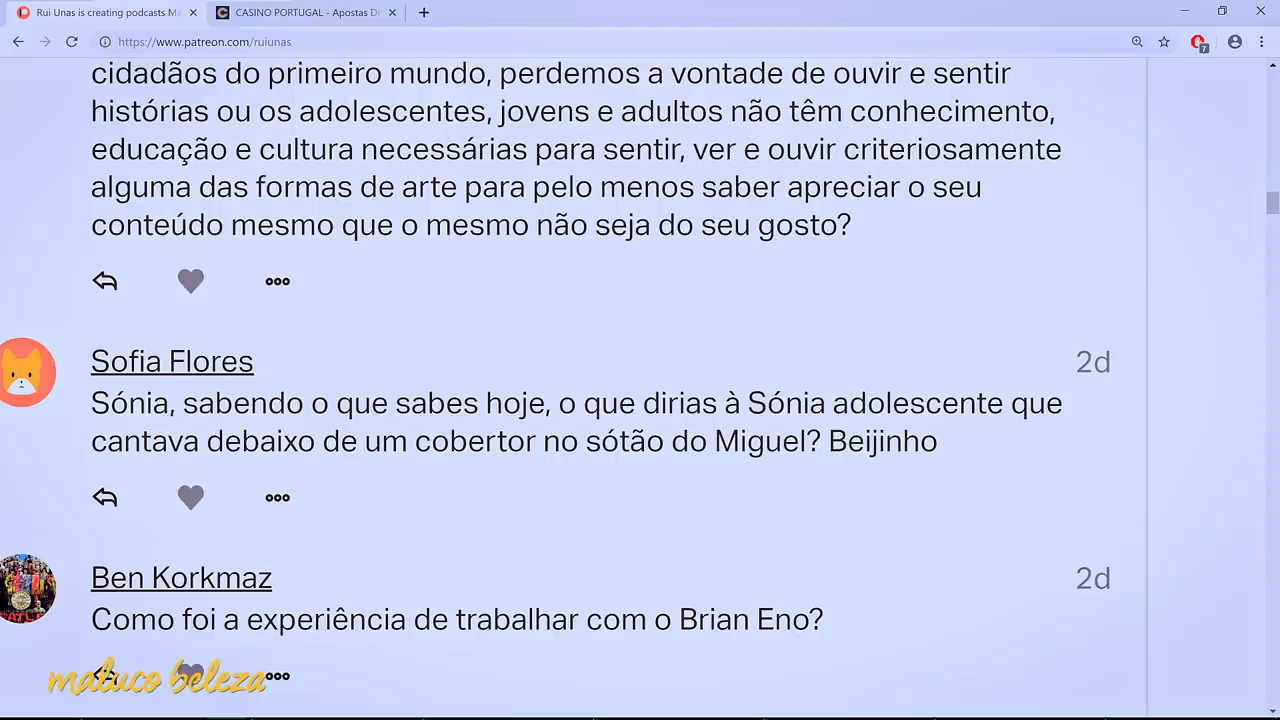 Rui Unas is creating podcasts Ma
CASINO PORTUGAL - Apostas D
https://www.patreon.com/ruiunas
7
cidadãos do primeiro mundo, perdemos a vontade de ouvir e sentir
histórias ou os adolescentes, jovens e adultos não têm conhecimento,
educação e cultura necessárias para sentir, ver e ouvir criteriosamente
alguma das formas de arte para pelo menos saber apreciar o seu
conteúdo mesmo que o mesmo não seja do seu gosto?
Sofia Flores
2d
Sónia, sabendo o que sabes hoje, o que dirias à Sónia adolescente que
cantava debaixo de um cobertor no sótão do Miguel? Beijinho
Ben Korkmaz
2d
Como foi a experiência de trabalhar com o Brian Eno?
maluco beleza